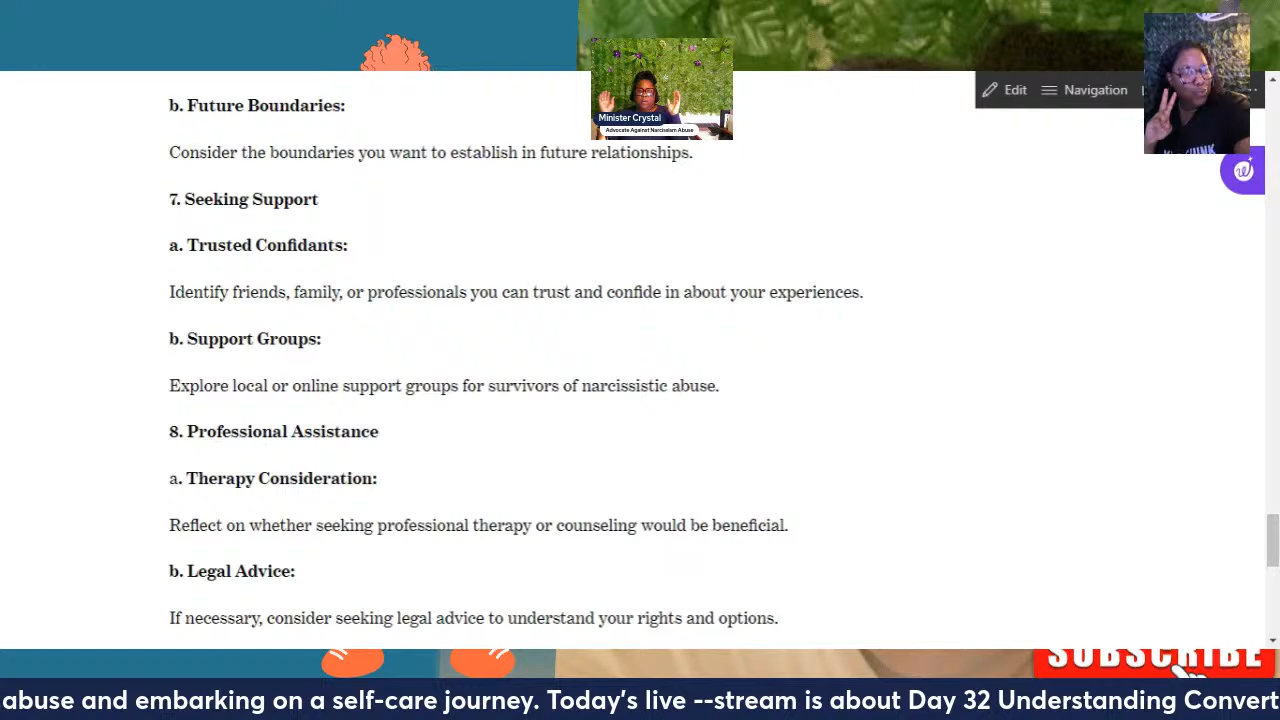 b. Future Boundaries:
Edit
Navigation
Minister Crystal
Advocate Against Narcissism Abuse
Consider the boundaries you want to establish in future relationships.
7. Seeking Support
a. Trusted Confidants:
Identify friends, family, or professionals you can trust and confide in about your experiences.
b. Support Groups:
Explore local or online support groups for survivors of narcissistic abuse.
8. Professional Assistance
a. Therapy Consideration:
Reflect on whether seeking professional therapy or counseling would be beneficial.
b. Legal Advice:
If necessary, consider seeking legal advice to understand your rights and options.
SUBSCRIBE
abuse and embarking on a self-care journey. Today's live --stream is about Day 32 Understanding Convert